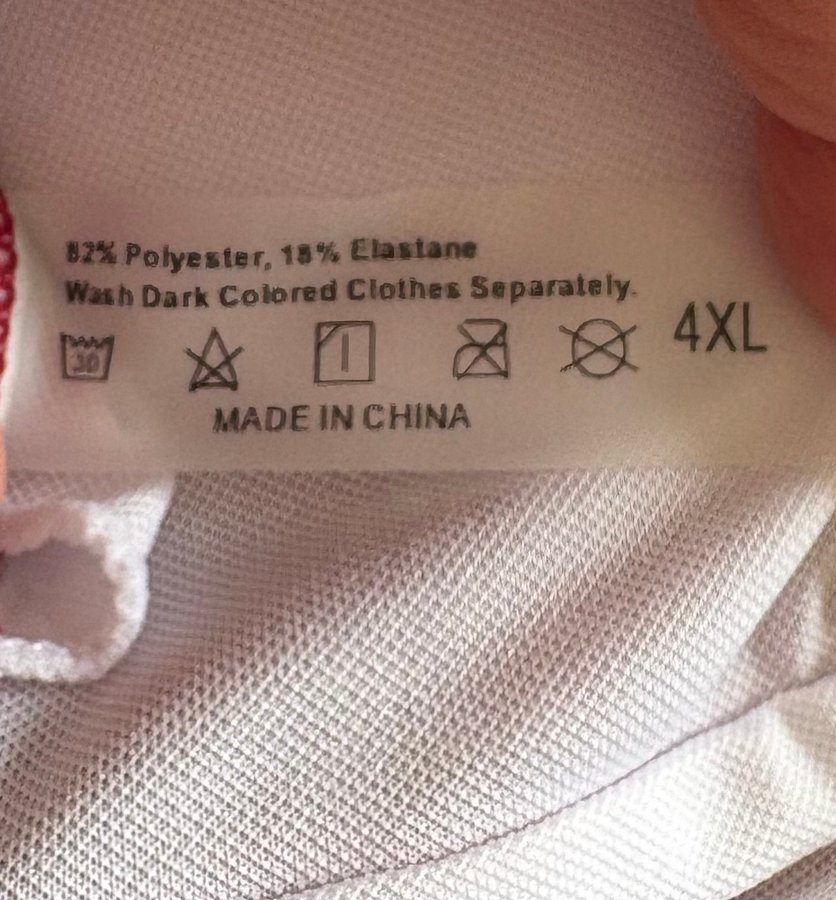 82% Polyester, 18% Elastane
Wash Dark Colored Clothes Separately.
30
4XL
MADE IN CHINA